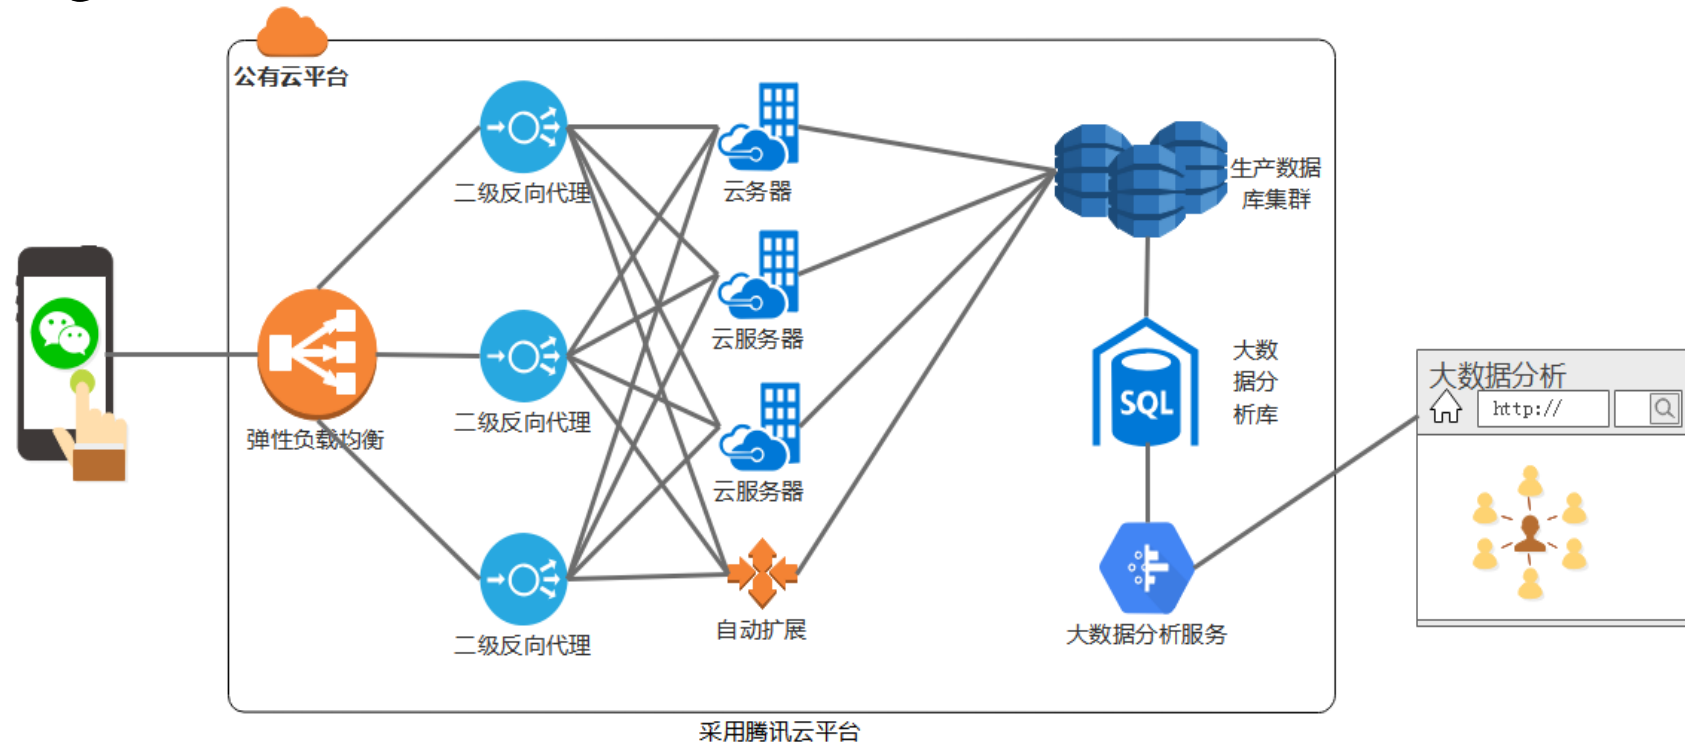 公有云平台
二级反向代理
云务器
生产数据
库集群
云服务器
大数
据分
析库
SQL
大数据分析
http://
二级反向代理
弹性负载均衡
云服务器
自动扩展
大数据分析服务
二级反向代理
采用腾讯云平台